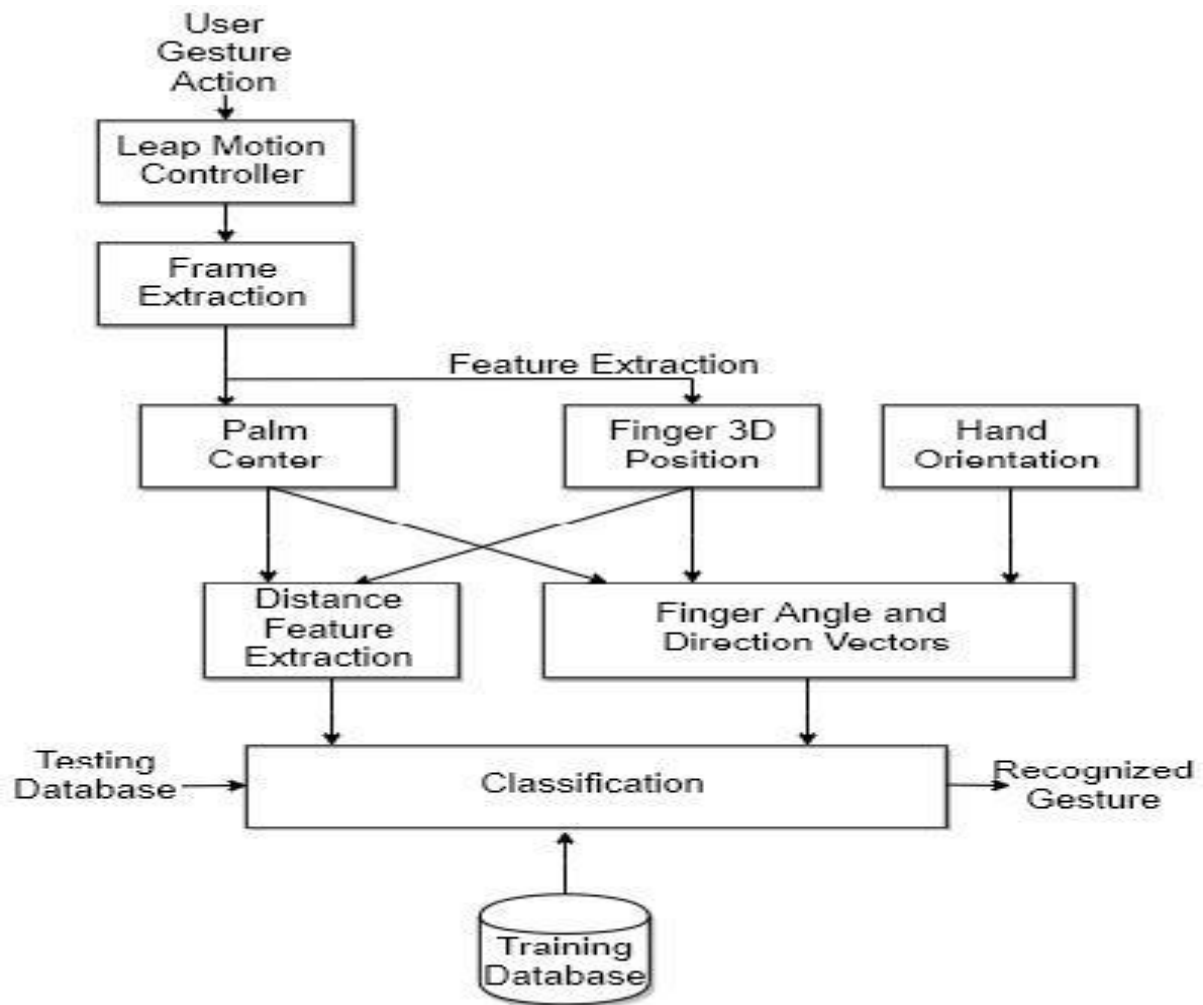 User
Gesture
Action
Leap Motion
Controller
Frame
Extraction
Feature Extraction
Palm
Center
Finger 3D
Position
Hand
Orientation
Distance
Feature
Extraction
Finger Angle and
Direction Vectors
Testing
Database
Classification
Recognized
Gesture
Training
Database